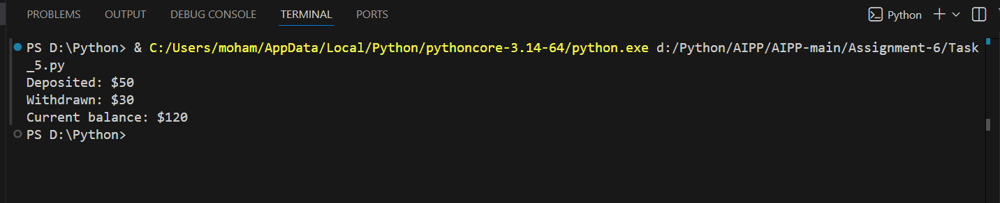 PROBLEMS OUTPUT DEBUG CONSOLE TERMINAL PORTS Python
PS D:\Python> & C:/Users/moham/AppData/Local/Python/pythoncore-3.14-64/python.exe d:/Python/AIPP/AIPP-main/Assignment-6/Task
_5.py
Deposited: $50
Withdrawn: $30
Current balance: $120
PS D:\Python>